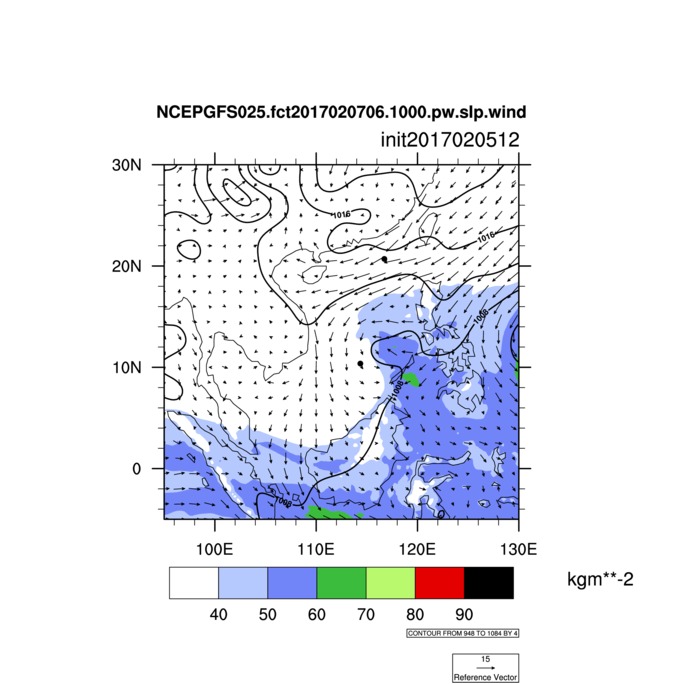 NCEPGFS025.fct2017020706.1000.pw.slp.wind
init2017020512
30N
1016
1016
20N
1008
10N
1008
0
1008
100E 110E 120E 130E
kgm**-2
40 50 60 70 80 90
CONTOUR FROM 948 TO 1084 BY 4
15
Reference Vector